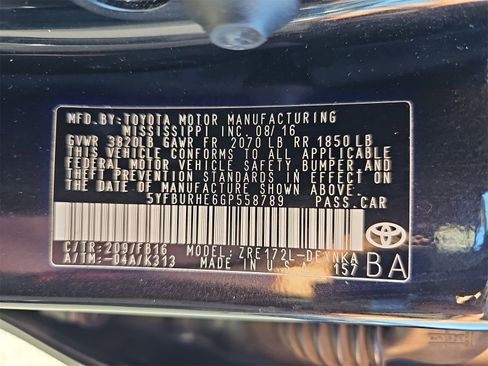 MFD.BY:TOYOTA MOTOR MANUFACTURING
MISSISSIPPI INC. 08/16
GVWR 3820LB GAWR FR 2070 LB RR 1850LB
THIS VEHICLE CONFORMS TO ALL APPLICABLE
FEDERAL MOTOR VEHICLE SAFETY, BUMPER, AND
THEFT PREVENTION STANDARDS IN EFFECT ON
THE DATE OF MANUFACTURE SHOWN ABOVE.
5YFBURHE6GP558789 PASS.CAR
C/TR:209/FB16 MODEL: ZRE172L-DEXNKA
A/TM:-04A/K313 MADE IN U.S.A. 157 BA